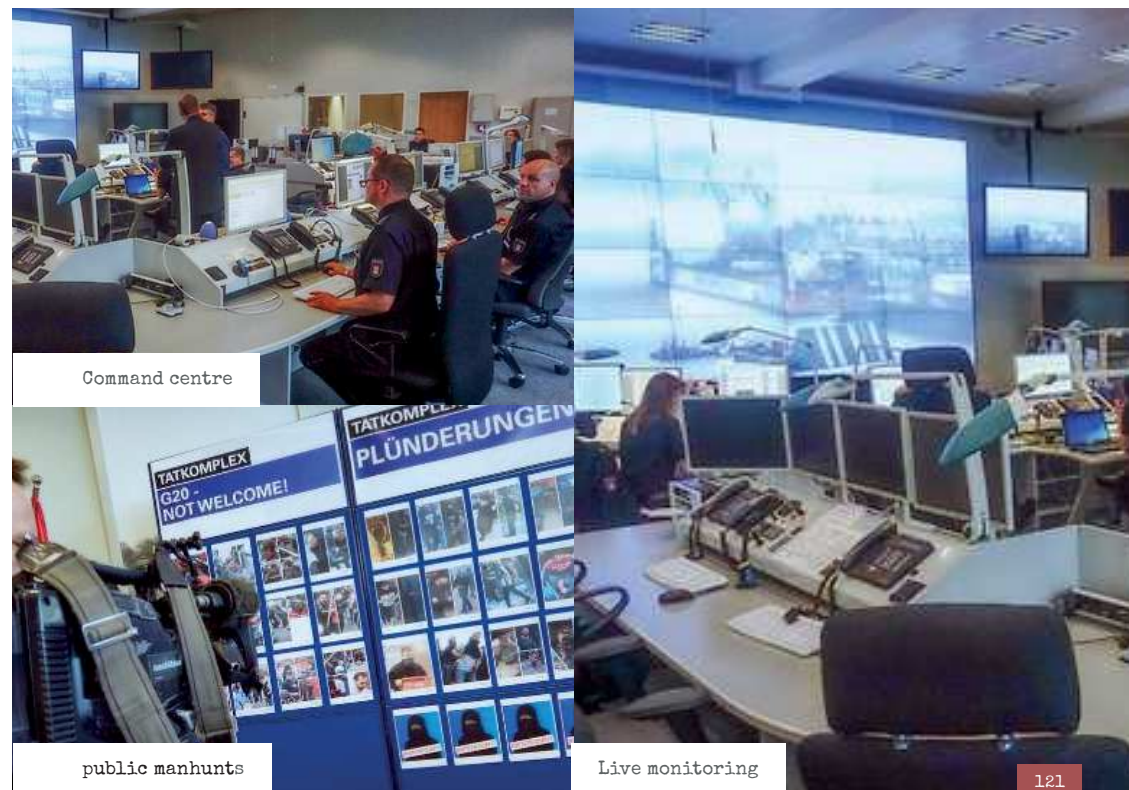 Command centre
TATKOMPLEX
G20 -
NOT WELCOME!
TATKOMPLEX
PLÜNDERUNGEN
public manhunts
Live monitoring
121